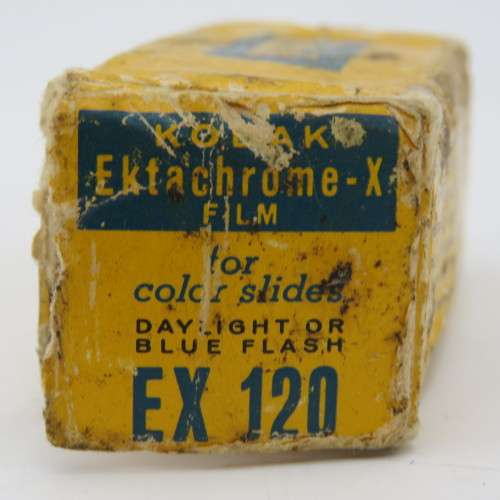 KODAK
Ektachrome-X
FILM
for
color slides
DAYLIGHT OR
BLUE FLASH
EX 120